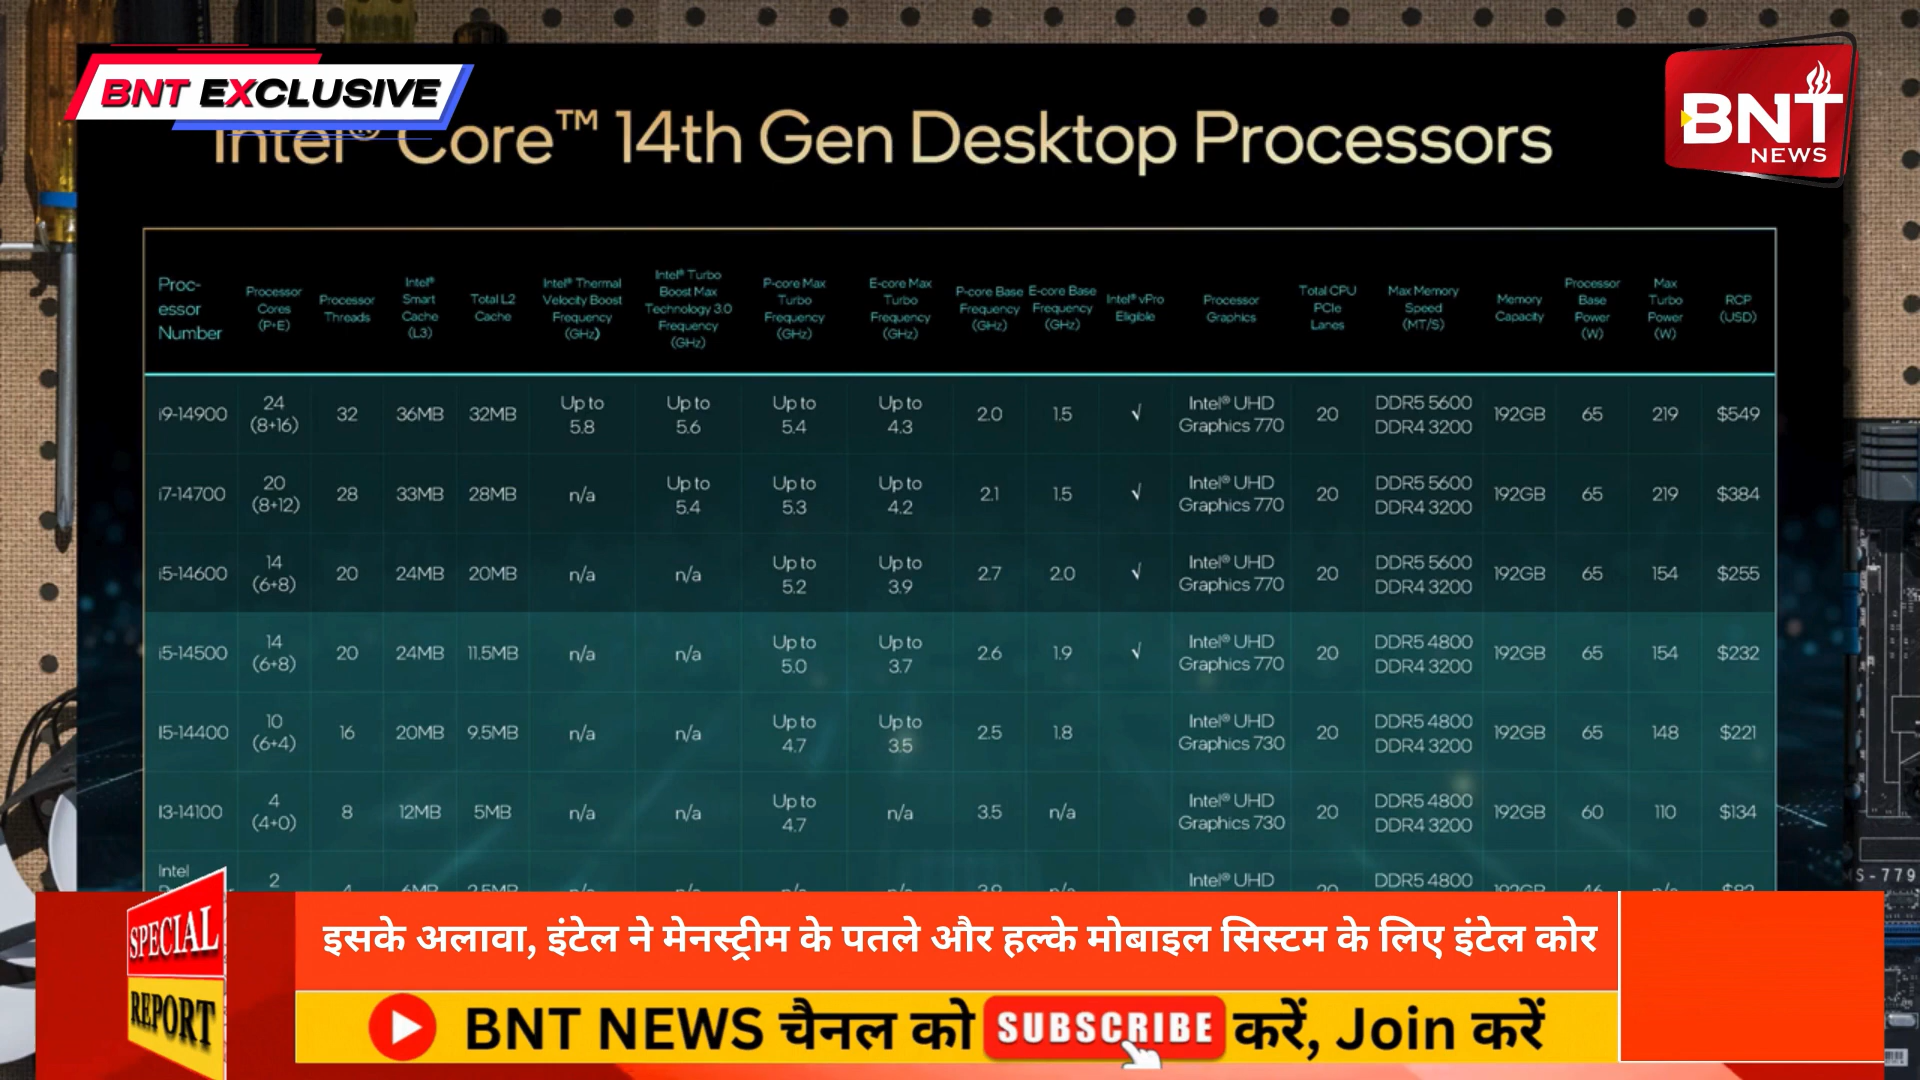 BNT EXCLUSIVE
BNT
NEWS
Intel® Core™ 14th Gen Desktop Processors
Proc-
essor
Number
Processor
Cores
(P+E)
Processor
Threads
Intel®
Smart
Cache
(L3)
Total L2
Cache
Intel® Thermal
Velocity Boost
Frequency
(GHz)
Intel® Turbo
Boost Max
Technology 3.0
Frequency
(GHz)
P-core Max
Turbo
Frequency
(GHz)
E-core Max
Turbo
Frequency
(GHz)
P-core Base
Frequency
(GHz)
E-core Base
Frequency
(GHz)
Intel® vPro
Eligible
Processor
Graphics
Total CPU
PCIe
Lanes
Max Memory
Speed
(MT/S)
Memory
Capacity
Processor
Base
Power
(W)
Max
Turbo
Power
(W)
RCP
(USD)
i9-14900 24 (8+16) 32 36MB 32MB Up to 5.8 Up to 5.6 Up to 5.4 Up to 4.3 2.0 1.5 √ Intel® UHD Graphics 770 20 DDR5 5600 DDR4 3200 192GB 65 219 $549
i7-14700 20 (8+12) 28 33MB 28MB n/a Up to 5.4 Up to 5.3 Up to 4.2 2.1 1.5 √ Intel® UHD Graphics 770 20 DDR5 5600 DDR4 3200 192GB 65 219 $384
i5-14600 14 (6+8) 20 24MB 20MB n/a n/a Up to 5.2 Up to 3.9 2.7 2.0 √ Intel® UHD Graphics 770 20 DDR5 5600 DDR4 3200 192GB 65 154 $255
i5-14500 14 (6+8) 20 24MB 11.5MB n/a n/a Up to 5.0 Up to 3.7 2.6 1.9 √ Intel® UHD Graphics 770 20 DDR5 4800 DDR4 3200 192GB 65 154 $232
I5-14400 10 (6+4) 16 20MB 9.5MB n/a n/a Up to 4.7 Up to 3.5 2.5 1.8 Intel® UHD Graphics 730 20 DDR5 4800 DDR4 3200 192GB 65 148 $221
I3-14100 4 (4+0) 8 12MB 5MB n/a n/a Up to 4.7 n/a 3.5 n/a Intel® UHD Graphics 730 20 DDR5 4800 DDR4 3200 192GB 60 110 $134
Intel 2 Intel® UHD DDR5 4800
MS-779
SPECIAL
REPORT
इसके अलावा, इंटेल ने मेनस्ट्रीम के पतले और हल्के मोबाइल सिस्टम के लिए इंटेल कोर
BNT NEWS चैनल को SUBSCRIBE करें, Join करें